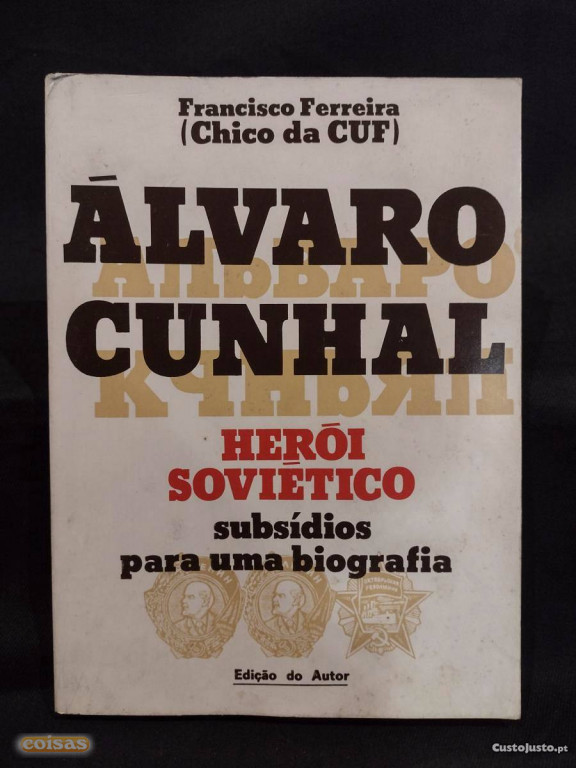 Francisco Ferreira
(Chico da CUF)
ÁLVARO
АЛЬВАРО
CUNHAL
КУНЬЯЛ
HERÓI
SOVIÉTICO
subsídios
para uma biografia
Edição do Autor
coisas
CustoJusto.pt